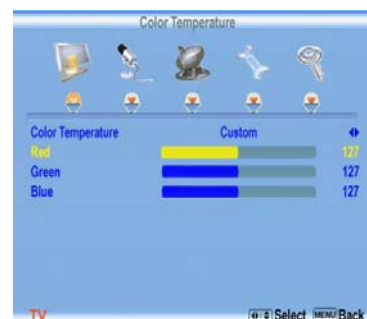 Color Temperature
Color Temperature Custom
Red 127
Green 127
Blue 127
TV Select MENU Back